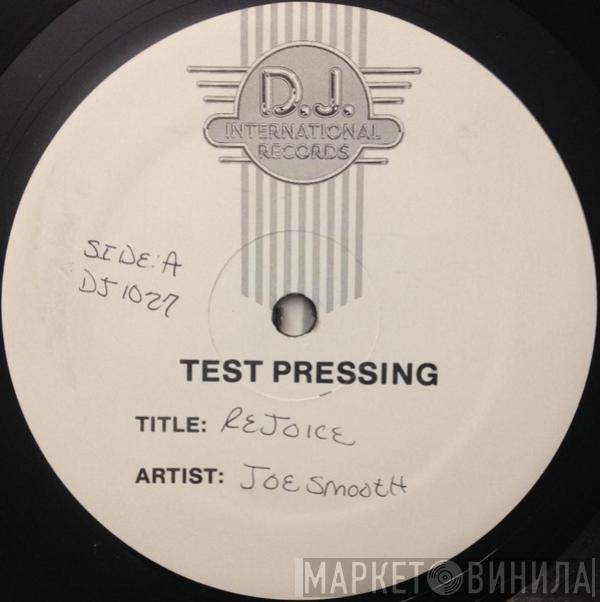 D.J.
INTERNATIONAL
RECORDS
SIDE: A
DJ1027
TEST PRESSING
TITLE: REJOICE
ARTIST: JOE SMOOTH
МАРКЕТ ВИНИЛА